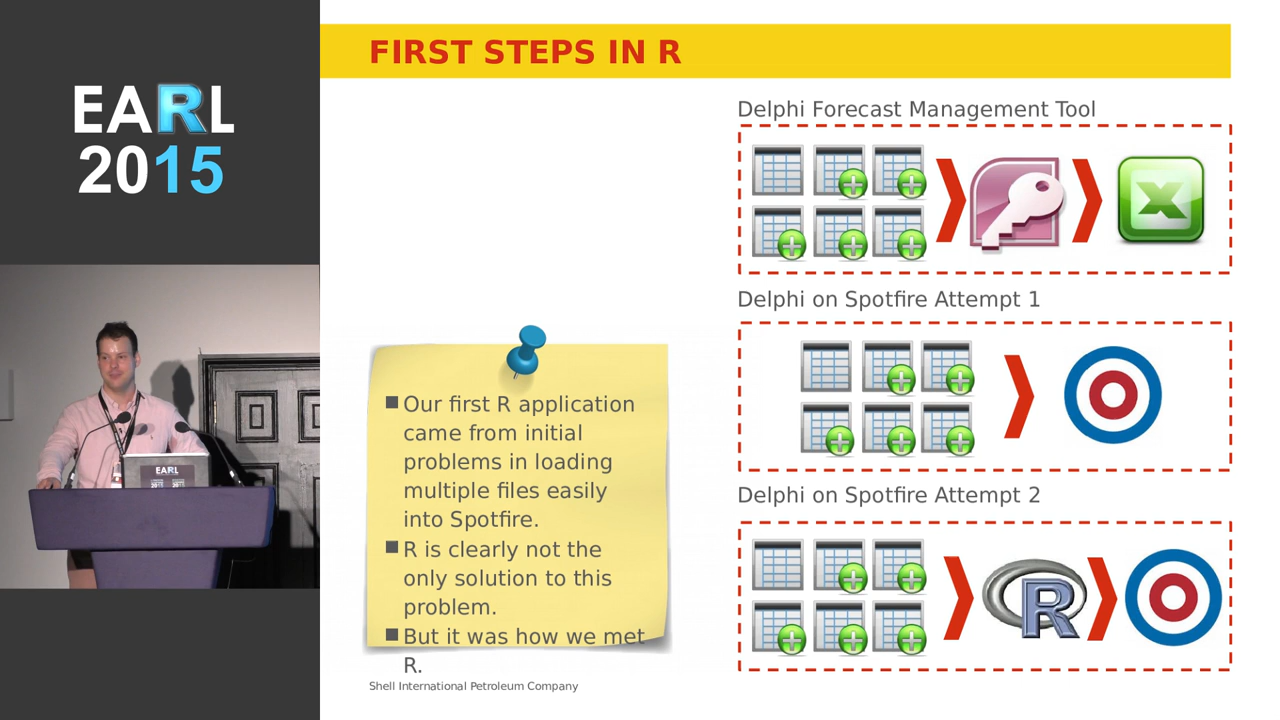 EARL
2015
FIRST STEPS IN R
Our first R application
came from initial
problems in loading
multiple files easily
into Spotfire.
R is clearly not the
only solution to this
problem.
But it was how we met
R.
Shell International Petroleum Company
Delphi Forecast Management Tool
X
Delphi on Spotfire Attempt 1
Delphi on Spotfire Attempt 2
R
EARL